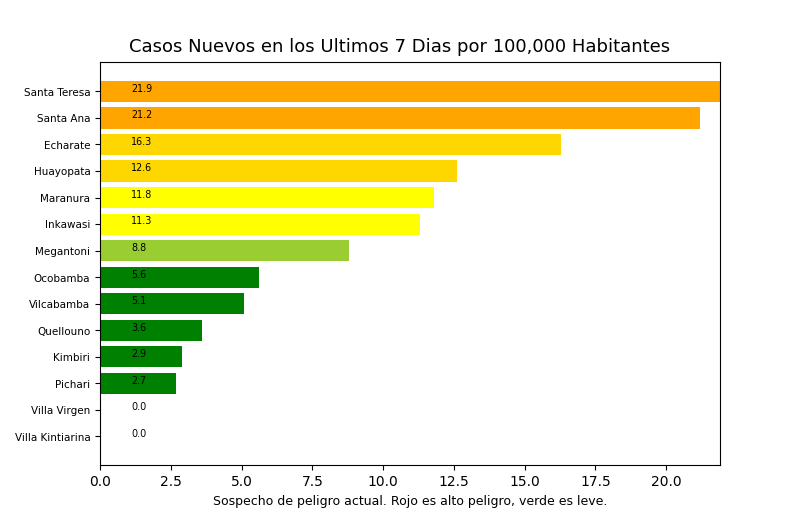 Casos Nuevos en los Ultimos 7 Dias por 100,000 Habitantes
Santa Teresa 21.9
Santa Ana 21.2
Echarate 16.3
Huayopata 12.6
Maranura 11.8
Inkawasi 11.3
Megantoni 8.8
Ocobamba 5.6
Vilcabamba 5.1
Quellouno 3.6
Kimbiri 2.9
Pichari 2.7
Villa Virgen 0.0
Villa Kintiarina 0.0
0.0 2.5 5.0 7.5 10.0 12.5 15.0 17.5 20.0
Sospecho de peligro actual. Rojo es alto peligro, verde es leve.